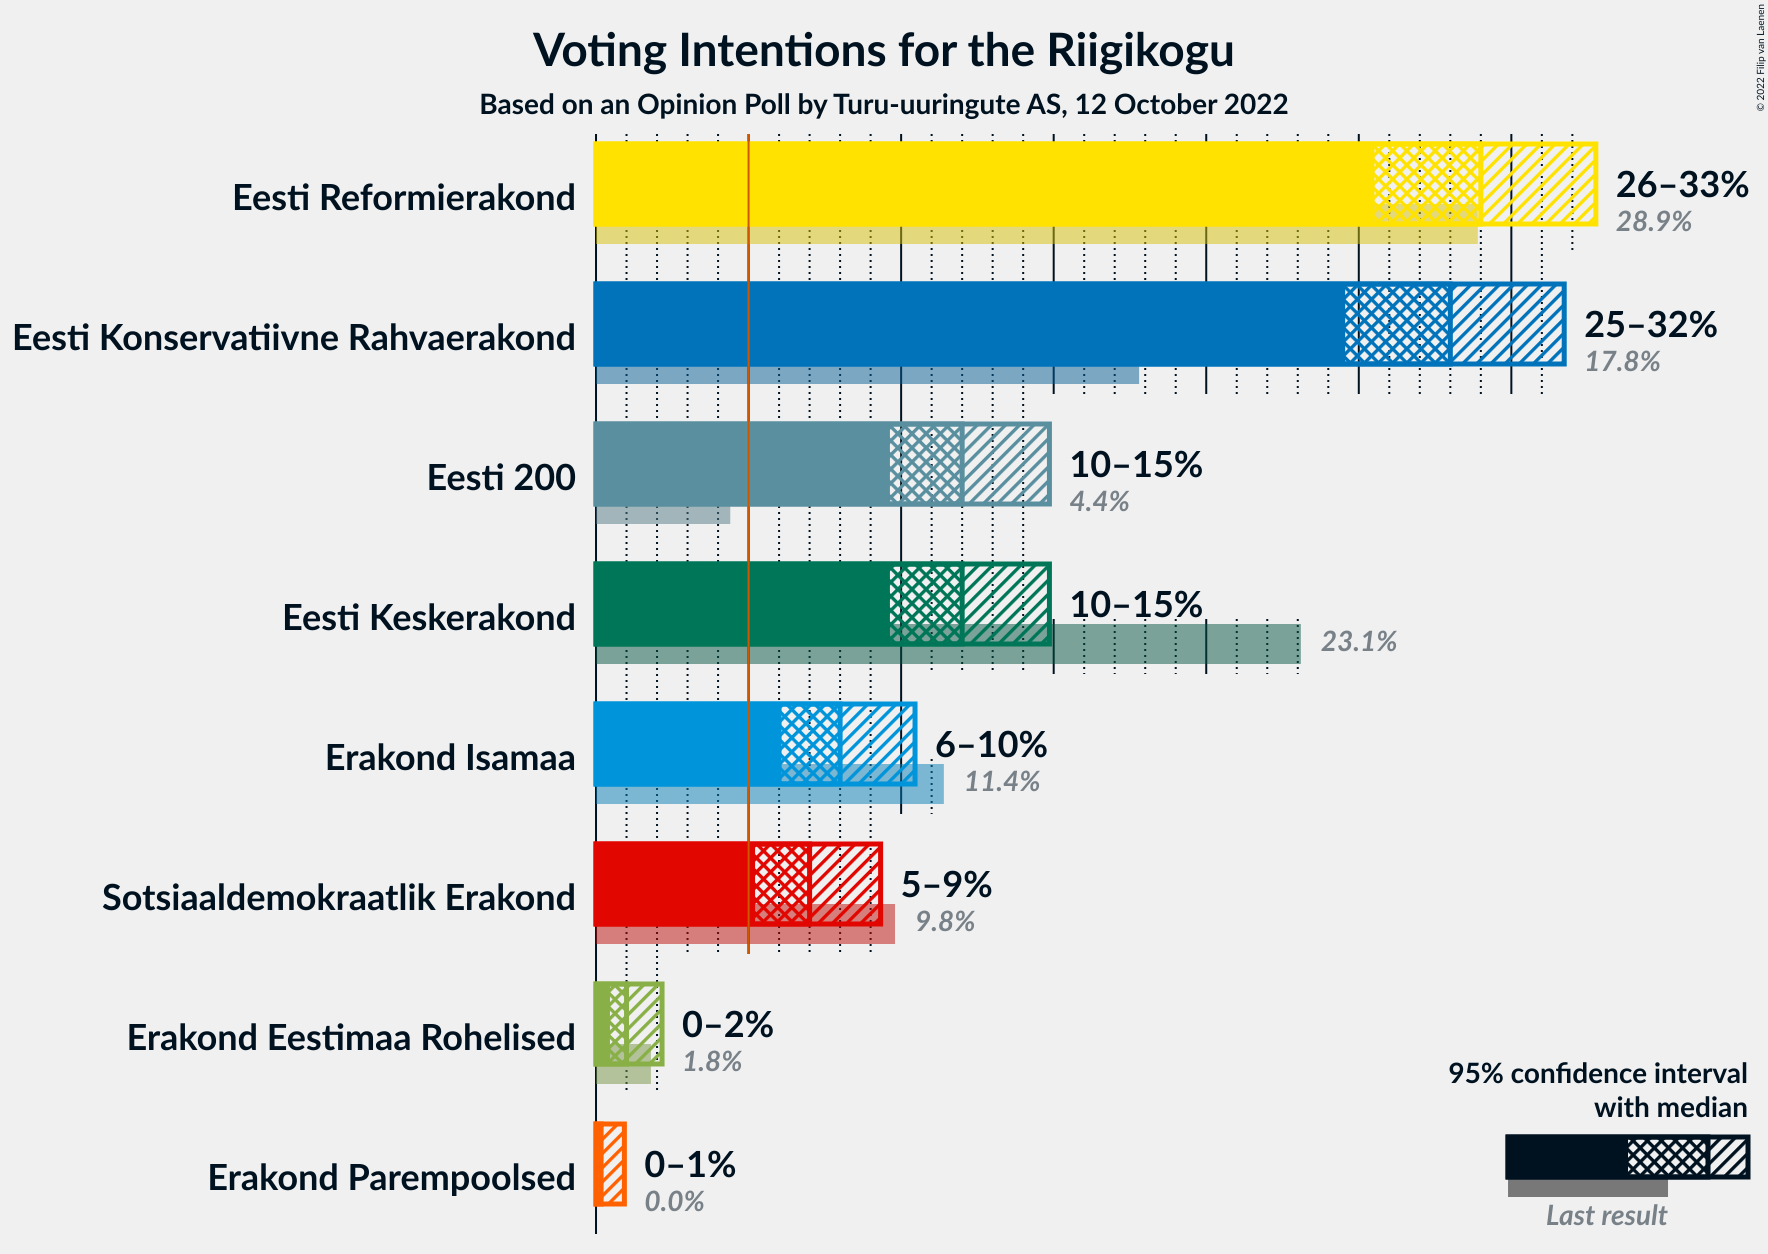 Voting Intentions for the Riigikogu
Based on an Opinion Poll by Turu-uuringute AS, 12 October 2022
© 2022 Filip van Laenen
Eesti Reformierakond
26–33%
28.9%
Eesti Konservatiivne Rahvaerakond
25–32%
17.8%
Eesti 200
10–15%
4.4%
Eesti Keskerakond
10–15%
23.1%
Erakond Isamaa
6–10%
11.4%
Sotsiaaldemokraatlik Erakond
5–9%
9.8%
Erakond Eestimaa Rohelised
0–2%
1.8%
Erakond Parempoolsed
0–1%
0.0%
95% confidence interval
with median
Last result